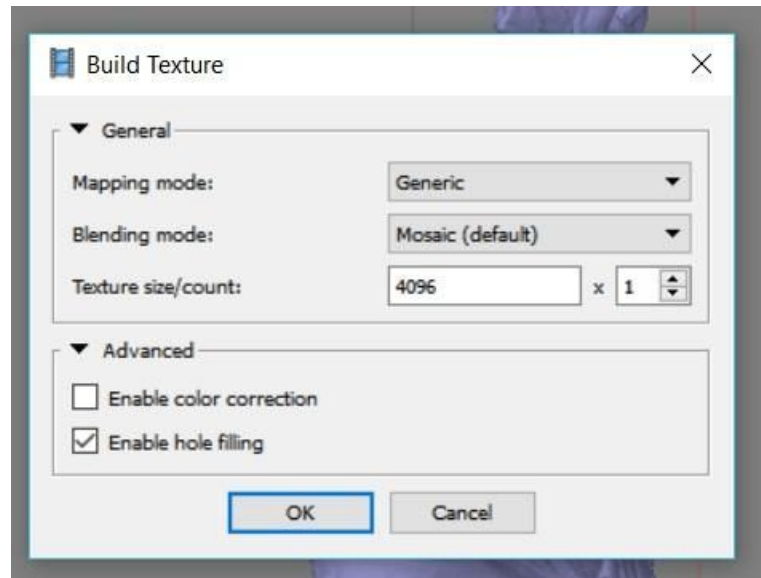 Build Texture
General
Mapping mode: Generic
Blending mode: Mosaic (default)
Texture size/count: 4096 x 1
Advanced
Enable color correction
Enable hole filling
OK Cancel